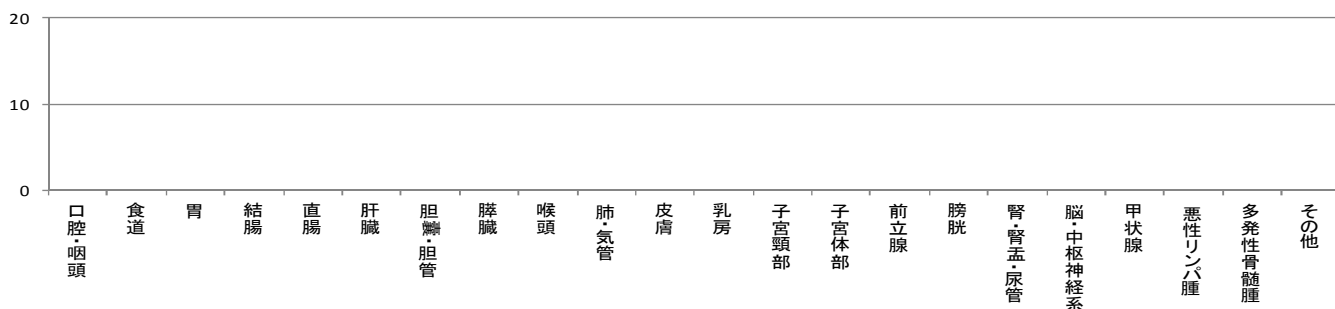 20
10
0
口腔・咽頭
食道
胃
結腸
直腸
肝臓
胆嚢・胆管
膵臓
喉頭
肺・気管
皮膚
乳房
子宮頸部
子宮体部
前立腺
膀胱
腎・腎盂・尿管
脳・中枢神経系
甲状腺
悪性リンパ腫
多発性骨髄腫
その他